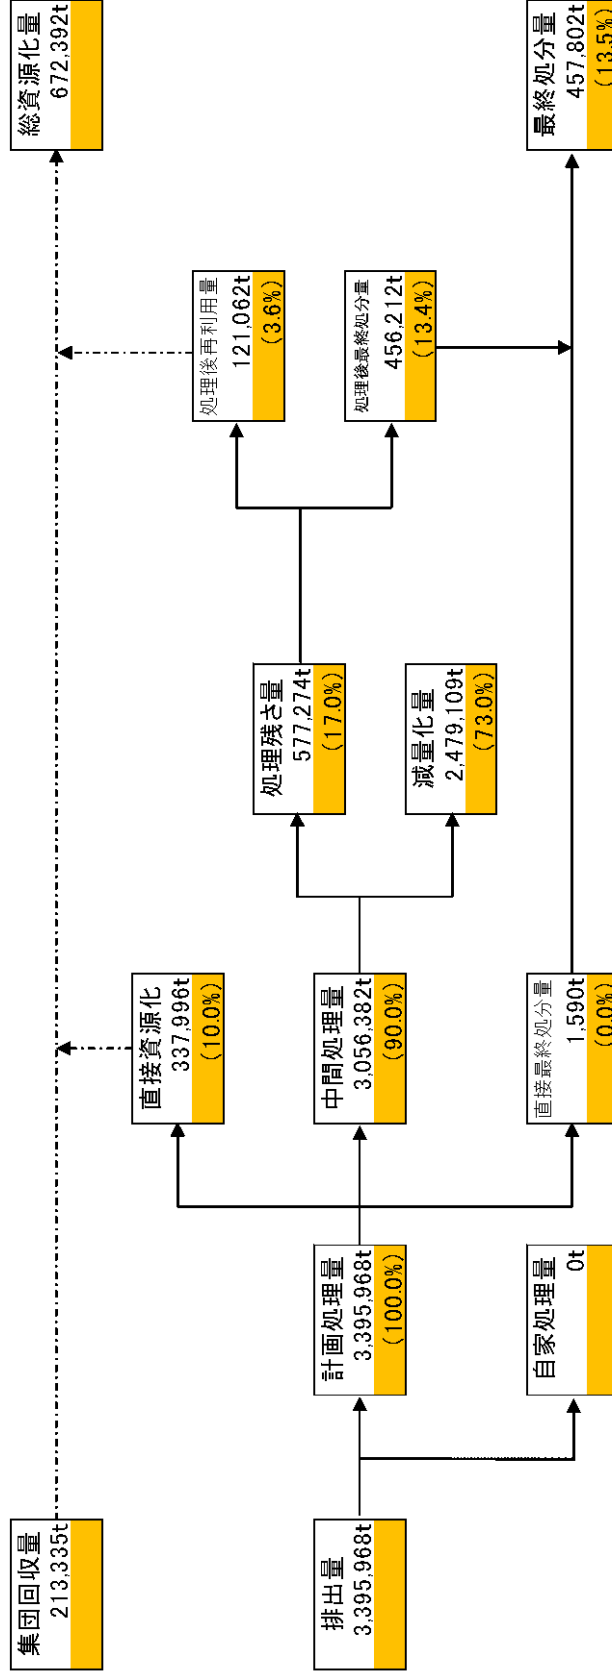 集団回収量
213,335t
総資源化量
672,392t
直接資源化
337,996t
(10.0%)
処理後再利用量
121,062t
(3.6%)
処理残さ量
577,274t
(17.0%)
排出量
3,395,968t
計画処理量
3,395,968t
(100.0%)
中間処理量
3,056,382t
(90.0%)
処理後最終処分量
456,212t
(13.4%)
減量化量
2,479,109t
(73.0%)
自家処理量
0t
直接最終処分量
1,590t
(0.0%)
最終処分量
457,802t
(13.5%)